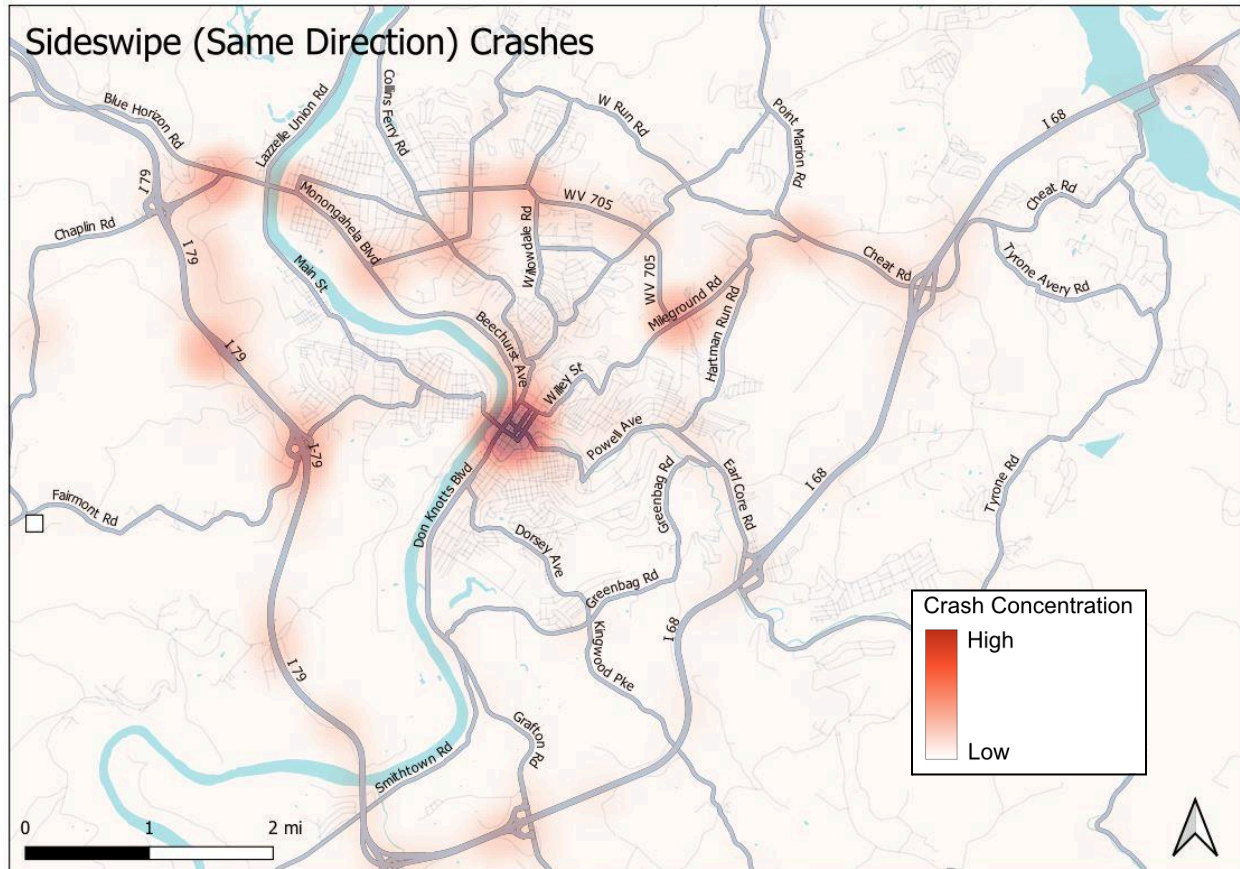 Sideswipe (Same Direction) Crashes
Blue Horizon Rd
Lazzelle Union Rd
Collins Ferry Rd
W Run Rd
Point Marion Rd
I 68
I 79
Chaplin Rd
Monongahela Blvd
WV 705
Cheat Rd
I 79
Main St
Willowdale Rd
WV 705
Cheat Rd
Tyrone Avery Rd
Mileground Rd
I 79
Beechurst Ave
Hartman Run Rd
Willey St
I-79
Powell Ave
Fairmont Rd
Don Knotts Blvd
Greenbag Rd
Earl Core Rd
I 68
Tyrone Rd
Dorsey Ave
Greenbag Rd
I 68
Kingwood Pke
I 79
Grafton Rd
Smithtown Rd
Crash Concentration
High
Low
0 1 2 mi